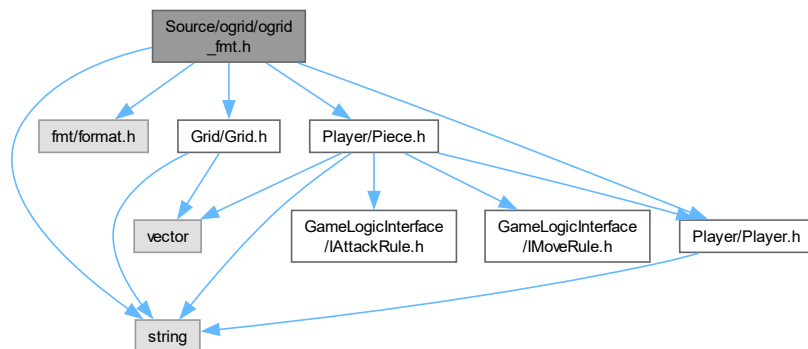 Source/ogrid/ogrid
_fmt.h
fmt/format.h
Grid/Grid.h
Player/Piece.h
vector
GameLogicInterface
/IAttackRule.h
GameLogicInterface
/IMoveRule.h
Player/Player.h
string